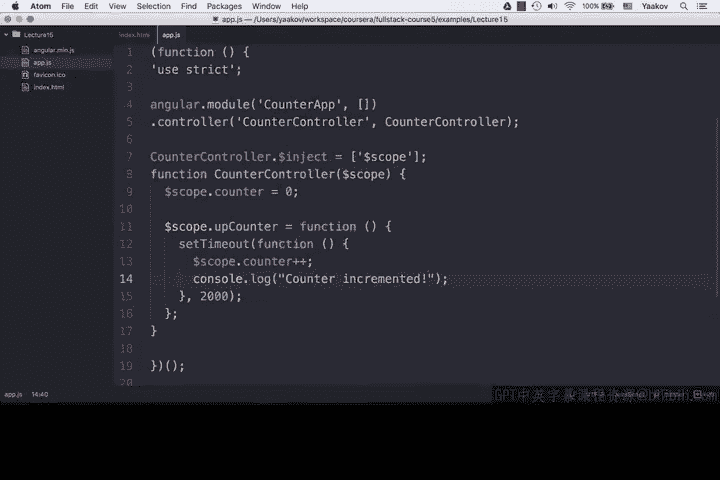 Atom File Edit View Selection Find Packages Window Help 100% Yaakov
app.js — /Users/yaakov/workspace/coursera/fullstack-course5/examples/Lecture15
Lecture15
angular.min.js
app.js
favicon.ico
index.html
index.html app.js
1 (function () {
2 'use strict';
3
4 angular.module('CounterApp', [])
5 .controller('CounterController', CounterController);
6
7 CounterController.$inject = ['$scope'];
8 function CounterController($scope) {
9 $scope.counter = 0;
10
11 $scope.upCounter = function () {
12 setTimeout(function () {
13 $scope.counter++;
14 console.log("Counter incremented!");
15 }, 2000);
16 };
17 }
18
19 })();
20
app.js 14:40